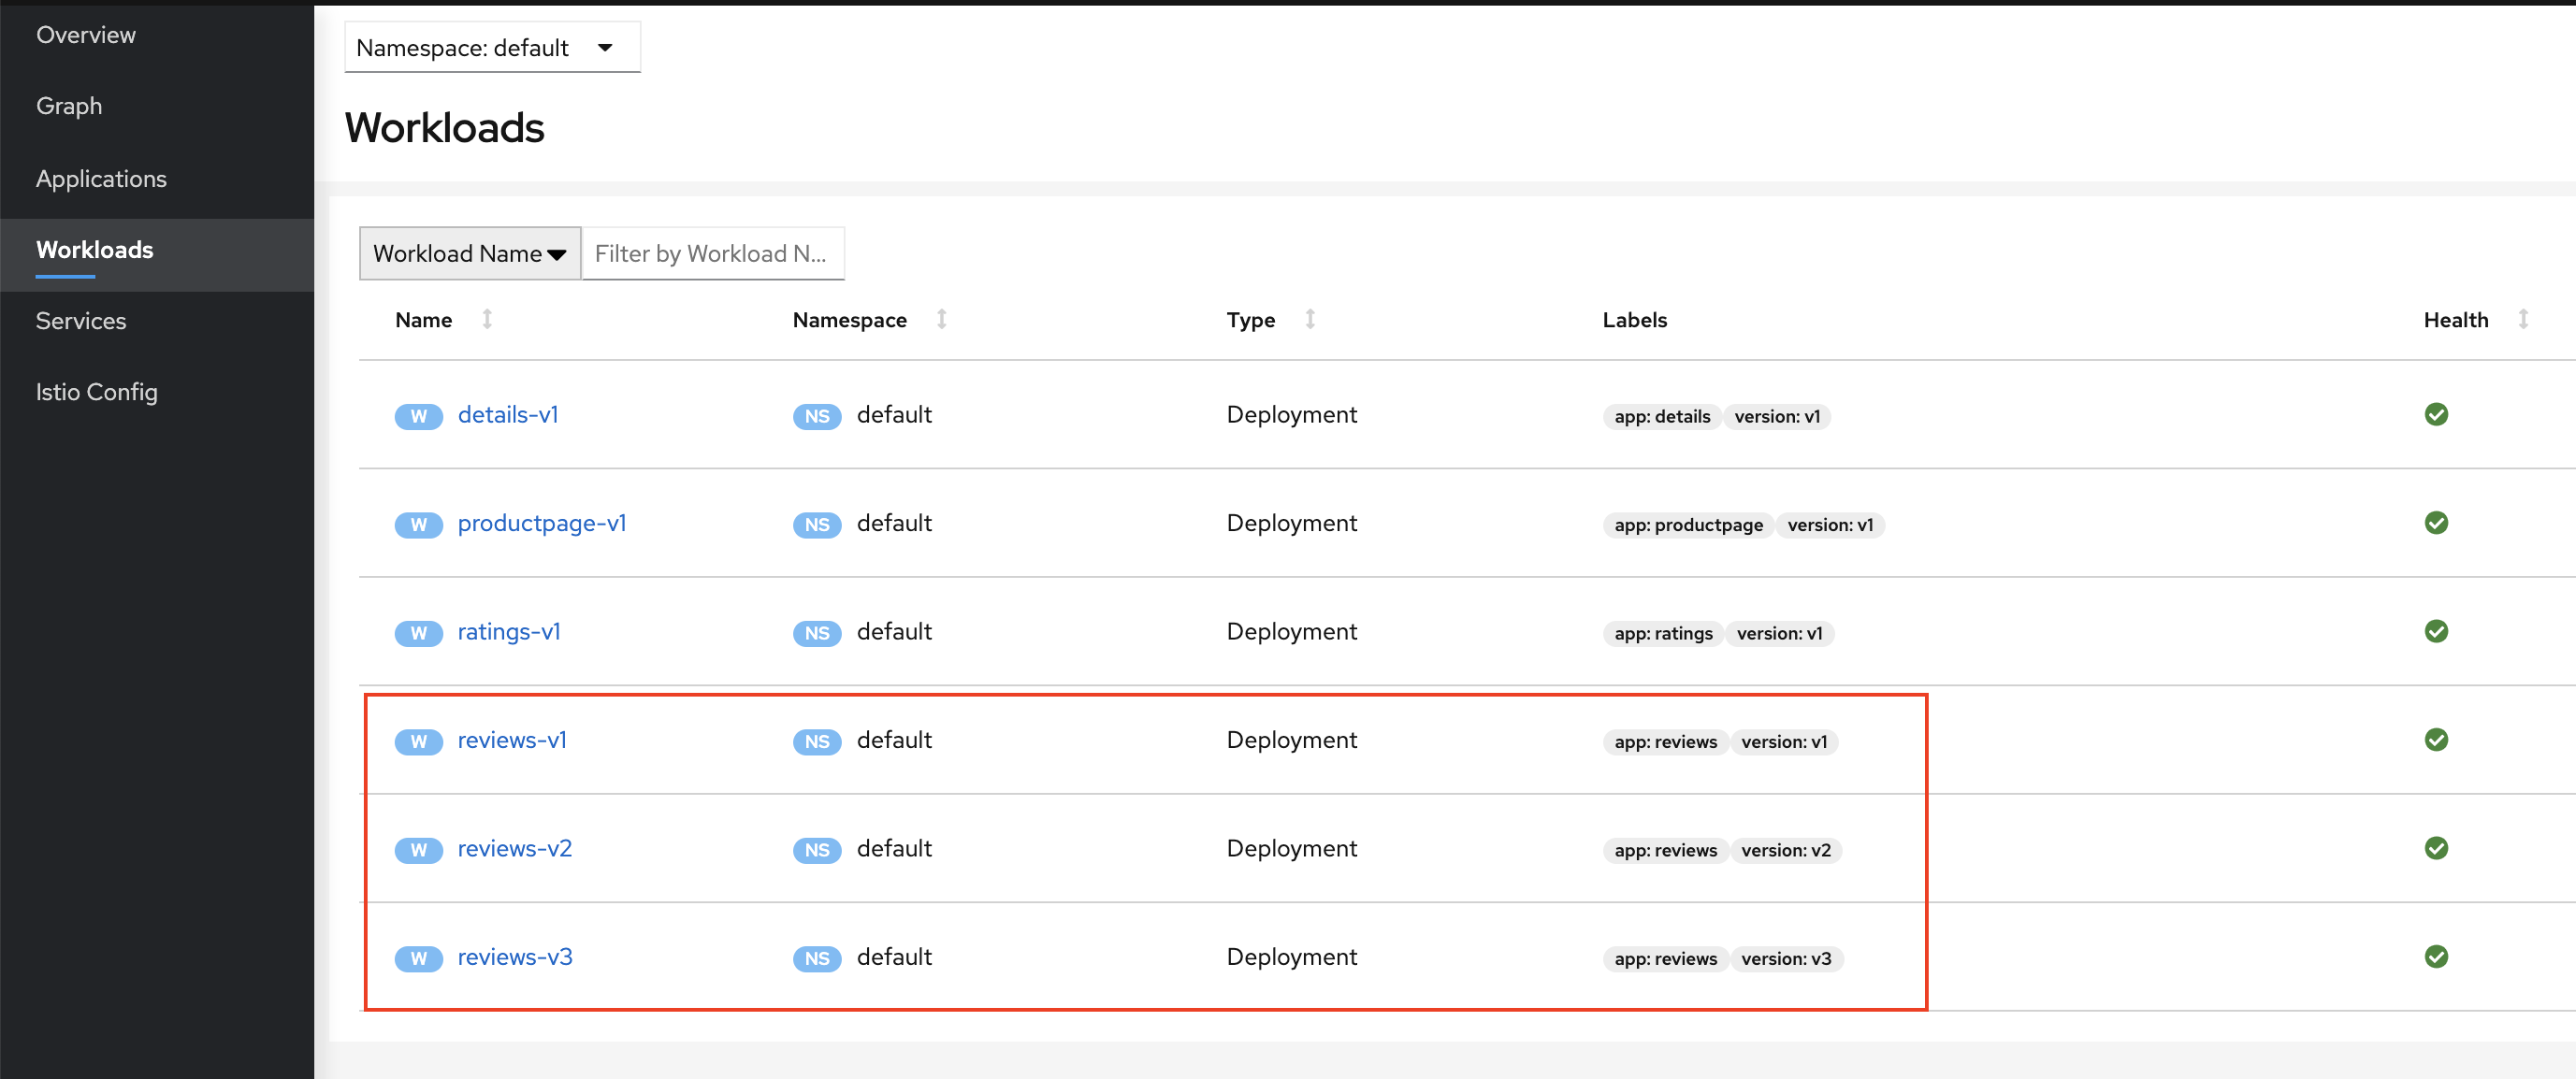 Overview
Graph
Applications
Workloads
Services
Istio Config
Namespace: default
Workloads
Workload Name Filter by Workload N...
Name Namespace Type Labels Health
W details-v1 NS default Deployment app: details version: v1
W productpage-v1 NS default Deployment app: productpage version: v1
W ratings-v1 NS default Deployment app: ratings version: v1
W reviews-v1 NS default Deployment app: reviews version: v1
W reviews-v2 NS default Deployment app: reviews version: v2
W reviews-v3 NS default Deployment app: reviews version: v3